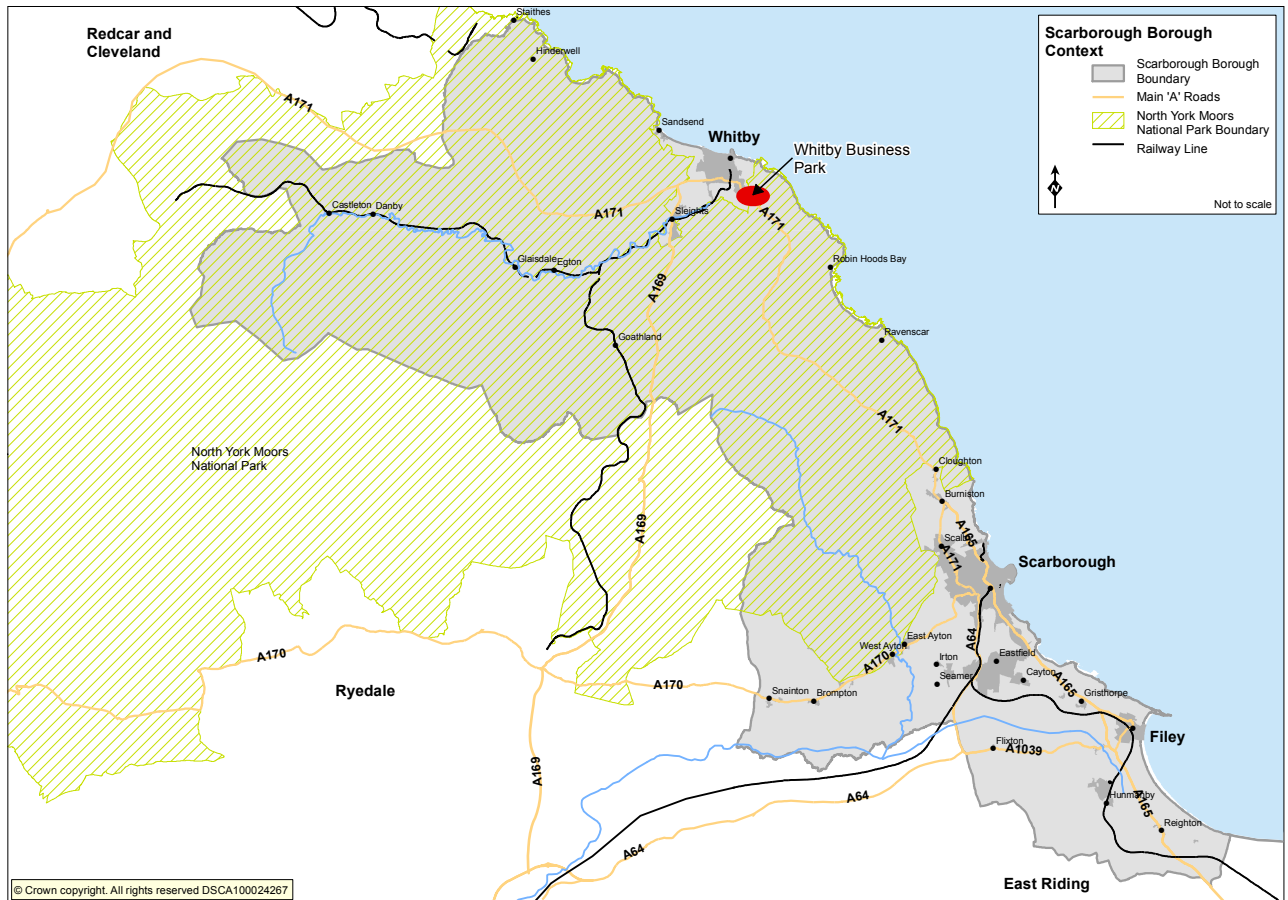 Staithes
Redcar and
Cleveland
Hinderwell
A171
Sandsend
Whitby
Whitby Business
Park
Scarborough Borough
Context
Scarborough Borough
Boundary
Main 'A' Roads
North York Moors
National Park Boundary
Railway Line
N
Not to scale
Castleton
Danby
A171
Sleights
A171
Glaisdale
Egton
Robin Hoods Bay
A169
Goathland
Ravenscar
A171
North York Moors
National Park
Cloughton
Burniston
A169
A165
Scalby
A171
Scarborough
A64
East Ayton
West Ayton
A170
Irton
Eastfield
Seamer
Cayton
A170
Ryedale
A170
Snainton
Brompton
A165
Gristhorpe
Filey
Flixton
A1039
A169
A64
Hunmanby
A165
Reighton
A64
East Riding
© Crown copyright. All rights reserved DSCA100024267